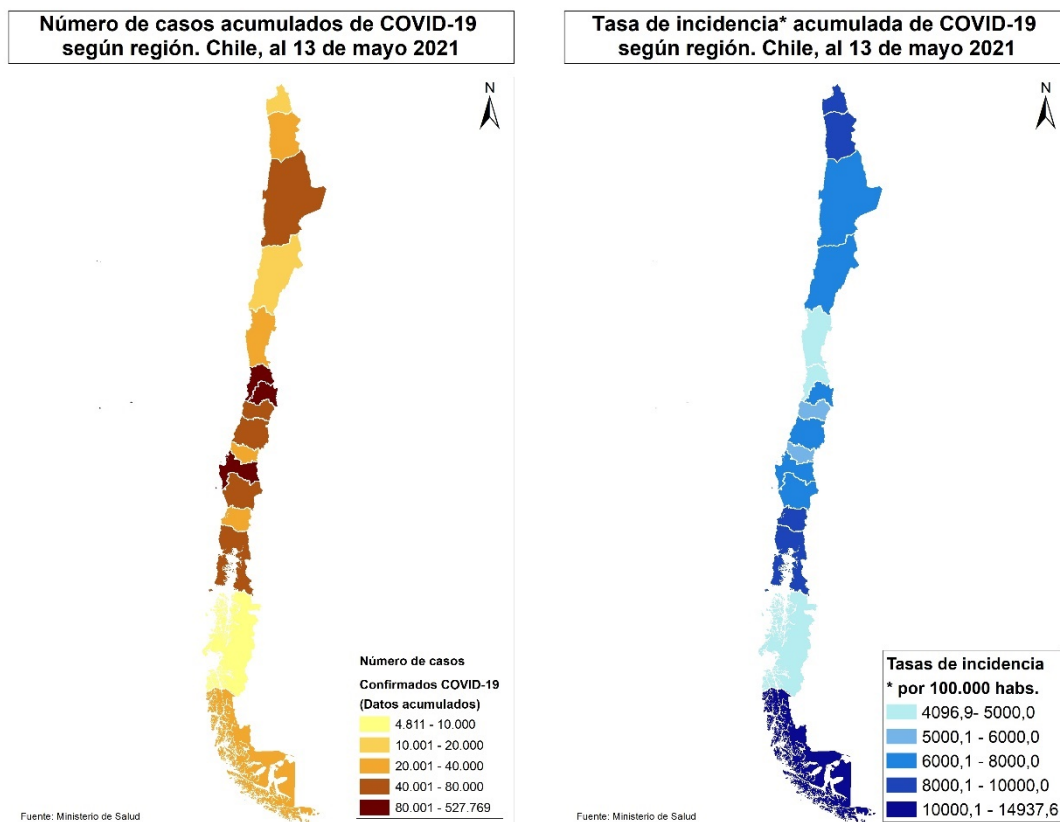 Número de casos acumulados de COVID-19
según región. Chile, al 13 de mayo 2021
N
Número de casos
Confirmados COVID-19
(Datos acumulados)
4.811 - 10.000
10.001 - 20.000
20.001 - 40.000
40.001 - 80.000
80.001 - 527.769
Fuente: Ministerio de Salud
Tasa de incidencia* acumulada de COVID-19
según región. Chile, al 13 de mayo 2021
N
Tasas de incidencia
* por 100.000 habs.
4096,9- 5000,0
5000,1 - 6000,0
6000,1 - 8000,0
8000,1 - 10000,0
10000,1 - 14937,6
Fuente: Ministerio de Salud